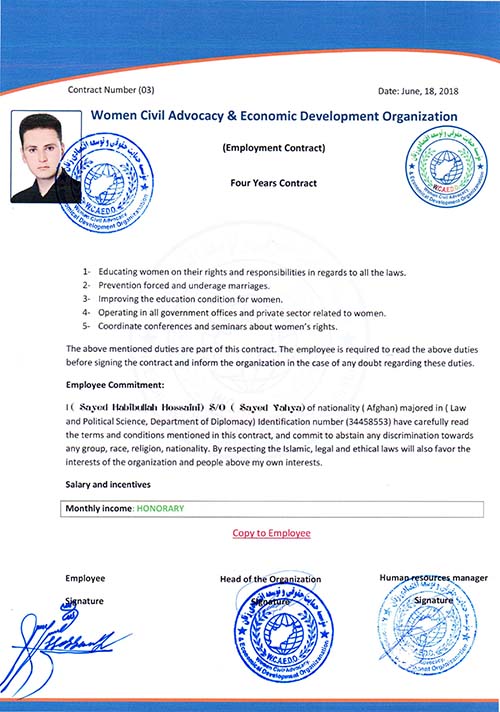 Contract Number (03)
Date: June, 18, 2018
Women Civil Advocacy & Economic Development Organization
(Employment Contract)
Four Years Contract
W.C.A.E.D.O
Women Civil Advocacy
& Economical Development Organization
1- Educating women on their rights and responsibilities in regards to all the laws.
2- Prevention forced and underage marriages.
3- Improving the education condition for women.
4- Operating in all government offices and private sector related to women.
5- Coordinate conferences and seminars about women's rights.
The above mentioned duties are part of this contract. The employee is required to read the above duties
before signing the contract and inform the organization in the case of any doubt regarding these duties.
Employee Commitment:
I ( Sayed Habibullah Hossaini) S/O ( Sayed Yahya) of nationality ( Afghan) majored in ( Law
and Political Science, Department of Diplomacy) Identification number (34458553) have carefully read
the terms and conditions mentioned in this contract, and commit to abstain any discrimination towards
any group, race, religion, nationality. By respecting the Islamic, legal and ethical laws will also favor the
interests of the organization and people above my own interests.
Salary and incentives
Monthly income: HONORARY
Copy to Employee
Employee
Head of the Organization
Human resources manager
Signature
Signature
Signature
W.C.A.E.D.O
Women Civil Advocacy
& Economical Development Organization